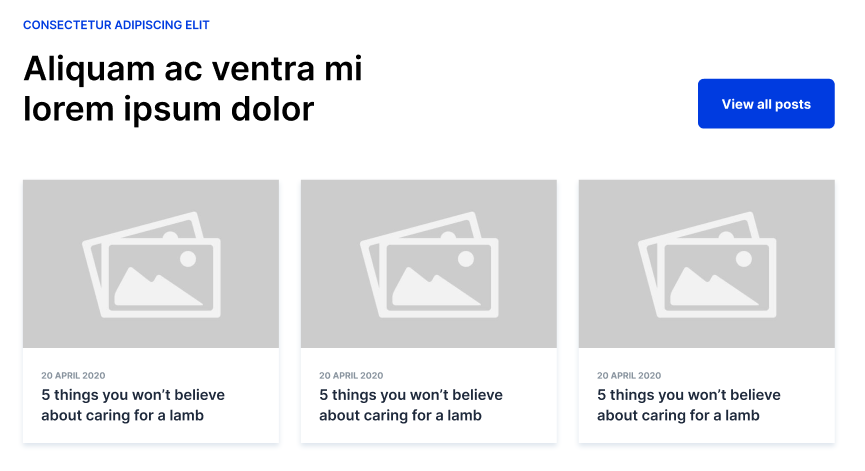 CONSECTETUR ADIPISCING ELIT
Aliquam ac ventra mi
lorem ipsum dolor
View all posts
20 APRIL 2020
5 things you won’t believe
about caring for a lamb
20 APRIL 2020
5 things you won’t believe
about caring for a lamb
20 APRIL 2020
5 things you won’t believe
about caring for a lamb